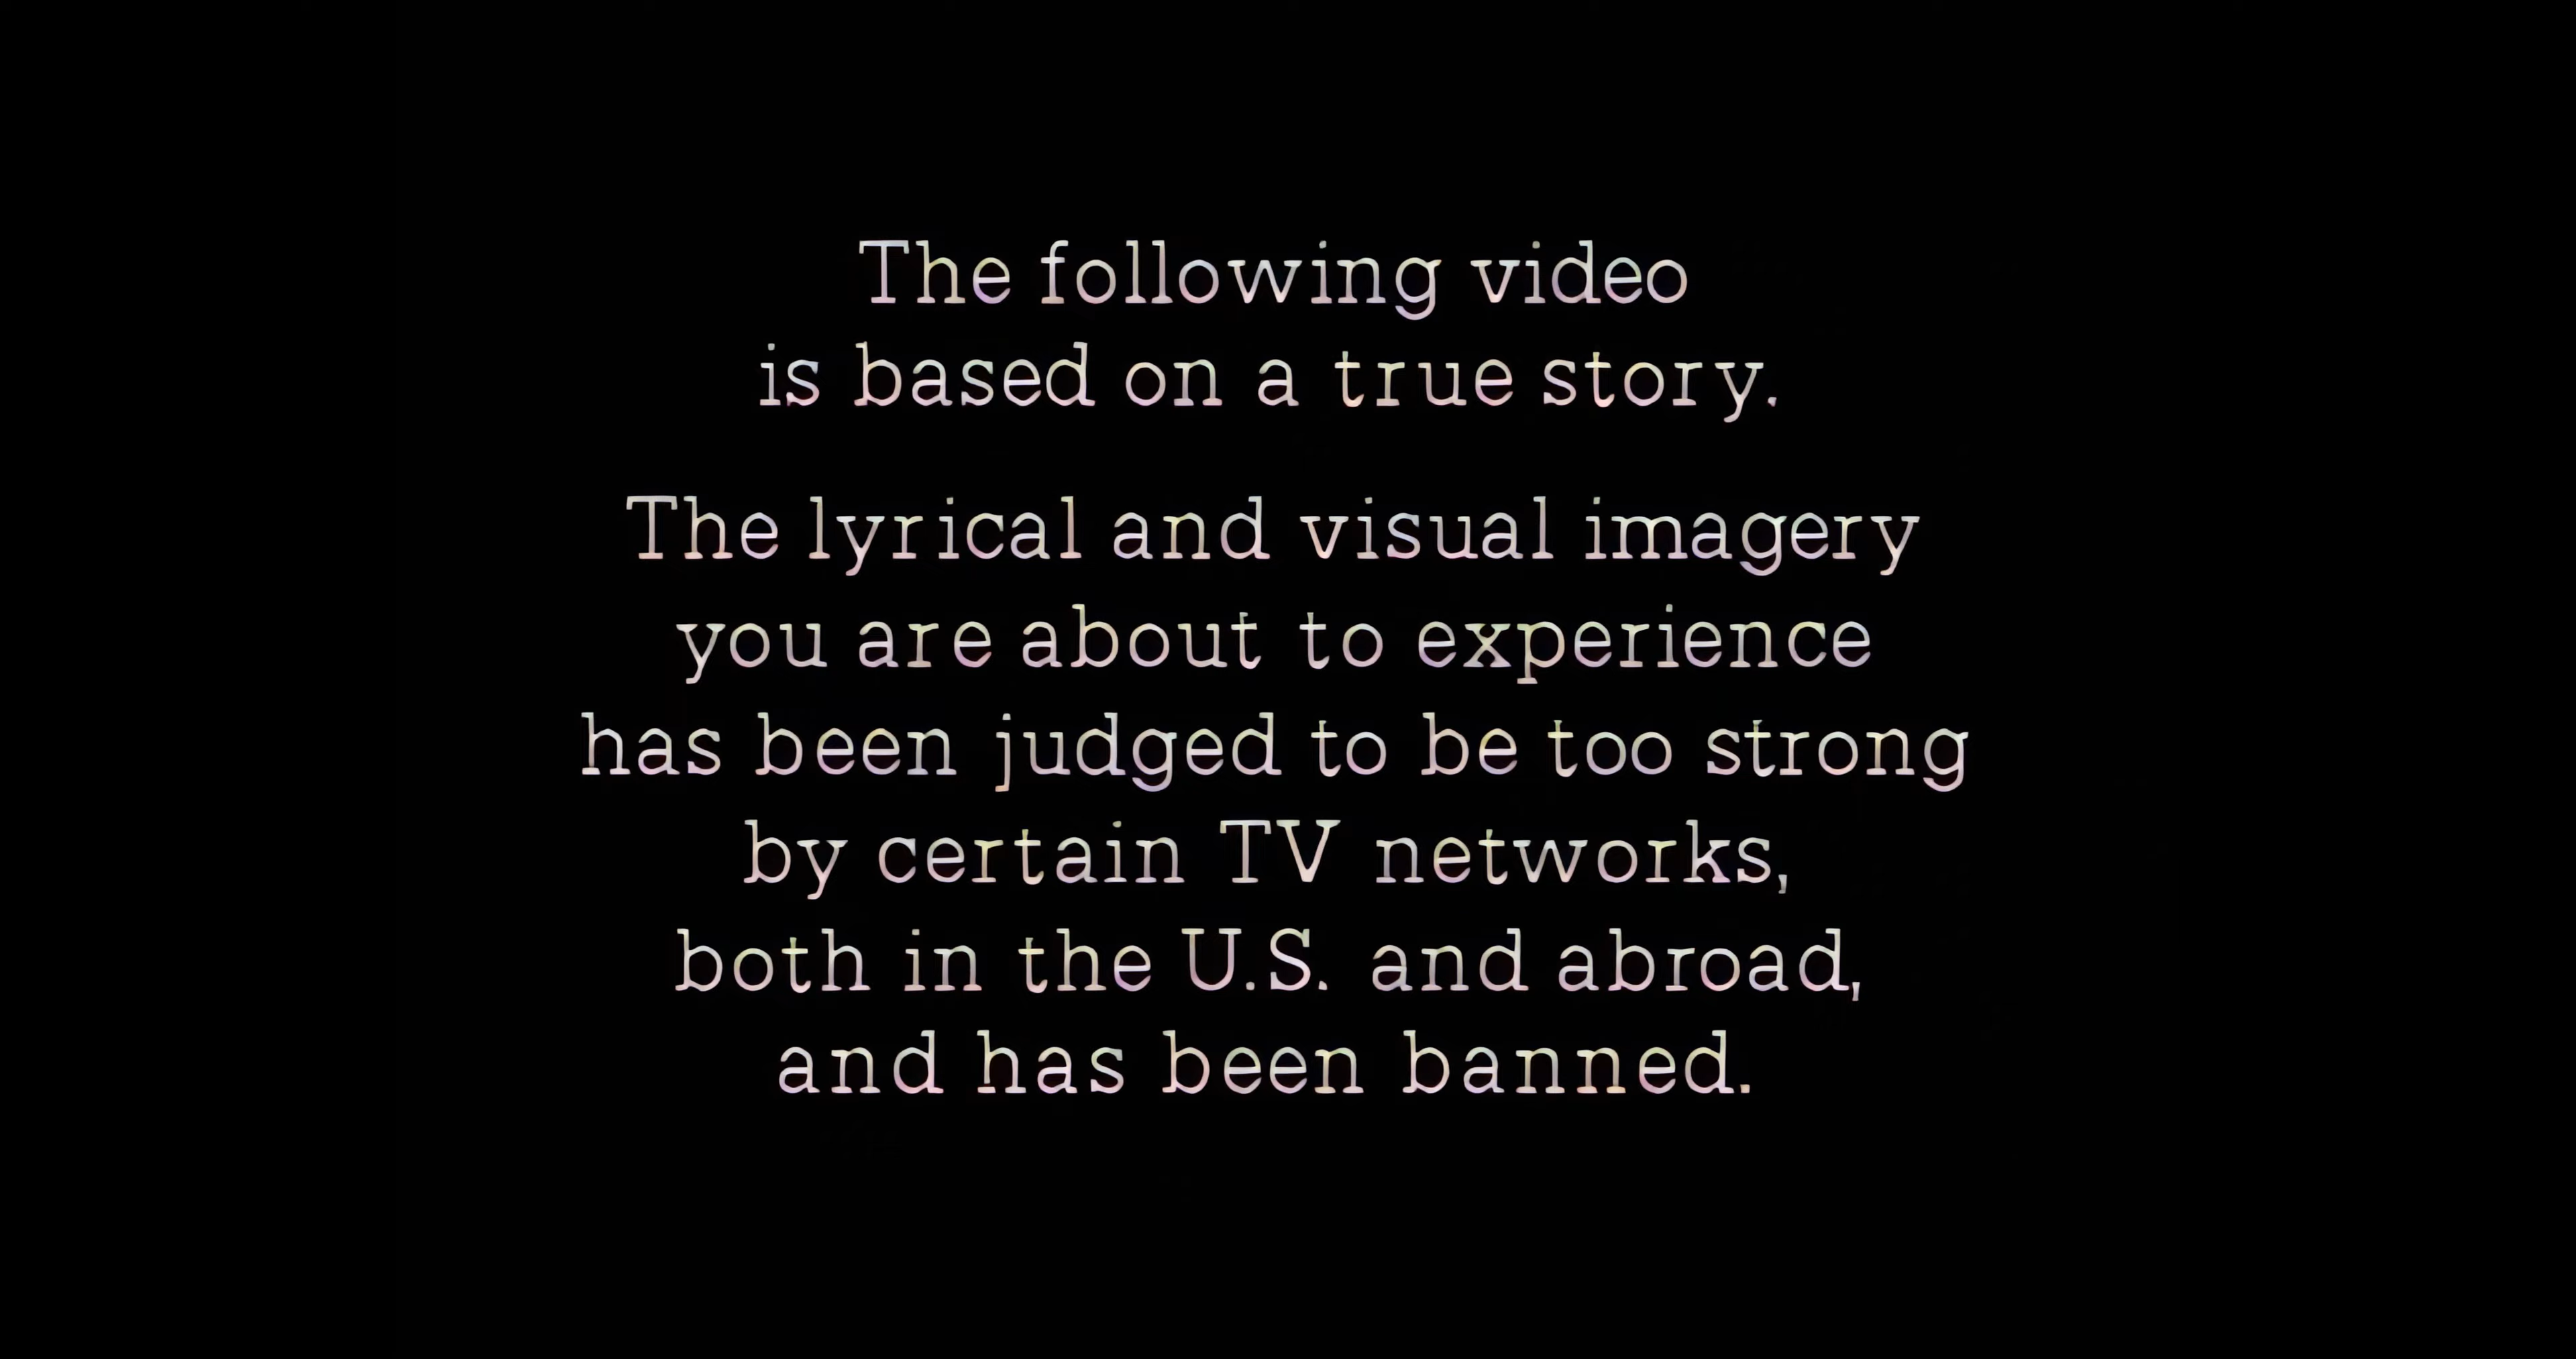 The following video
is based on a true story.
The lyrical and visual imagery
you are about to experience
has been judged to be too strong
by certain TV networks,
both in the U.S. and abroad,
and has been banned.